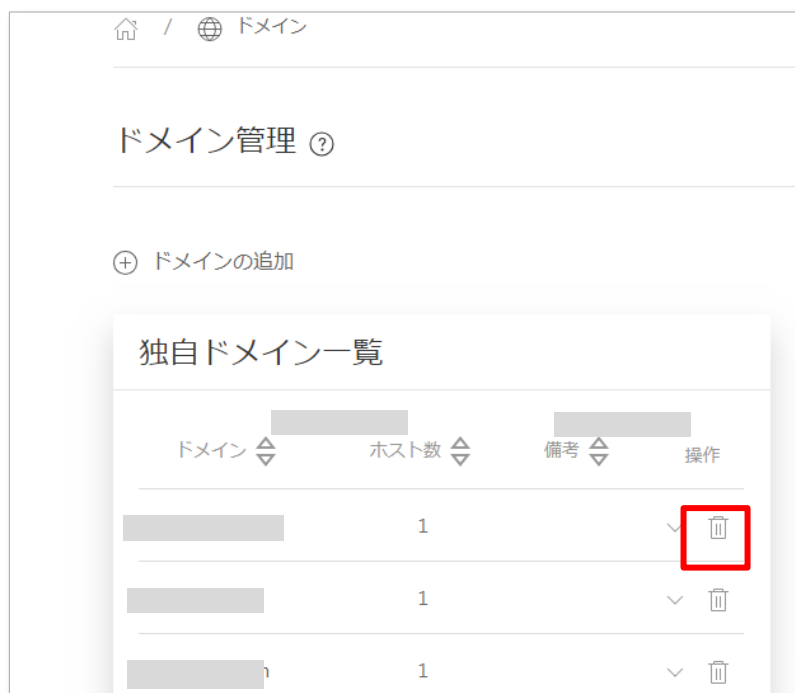 / ドメイン
ドメイン管理 ?
ドメインの追加
独自ドメイン一覧
ドメイン ホスト数 備考 操作
1
1
1